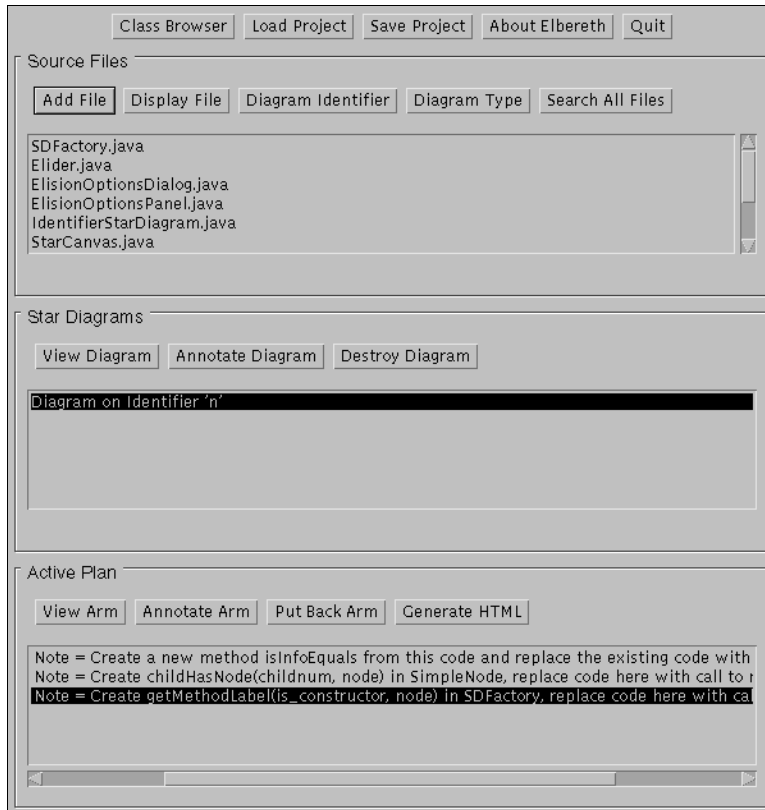 Class Browser Load Project Save Project About Elbereth Quit
Source Files
Add File Display File Diagram Identifier Diagram Type Search All Files
SDFactory.java
Elider.java
ElisionOptionsDialog.java
ElisionOptionsPanel.java
IdentifierStarDiagram.java
StarCanvas.java
Star Diagrams
View Diagram Annotate Diagram Destroy Diagram
Diagram on Identifier 'n'
Active Plan
View Arm Annotate Arm Put Back Arm Generate HTML
Note = Create a new method isInfoEquals from this code and replace the existing code with
Note = Create childHasNode(childnum, node) in SimpleNode, replace code here with call to
Note = Create getMethodLabel(is_constructor, node) in SDFactory, replace code here with